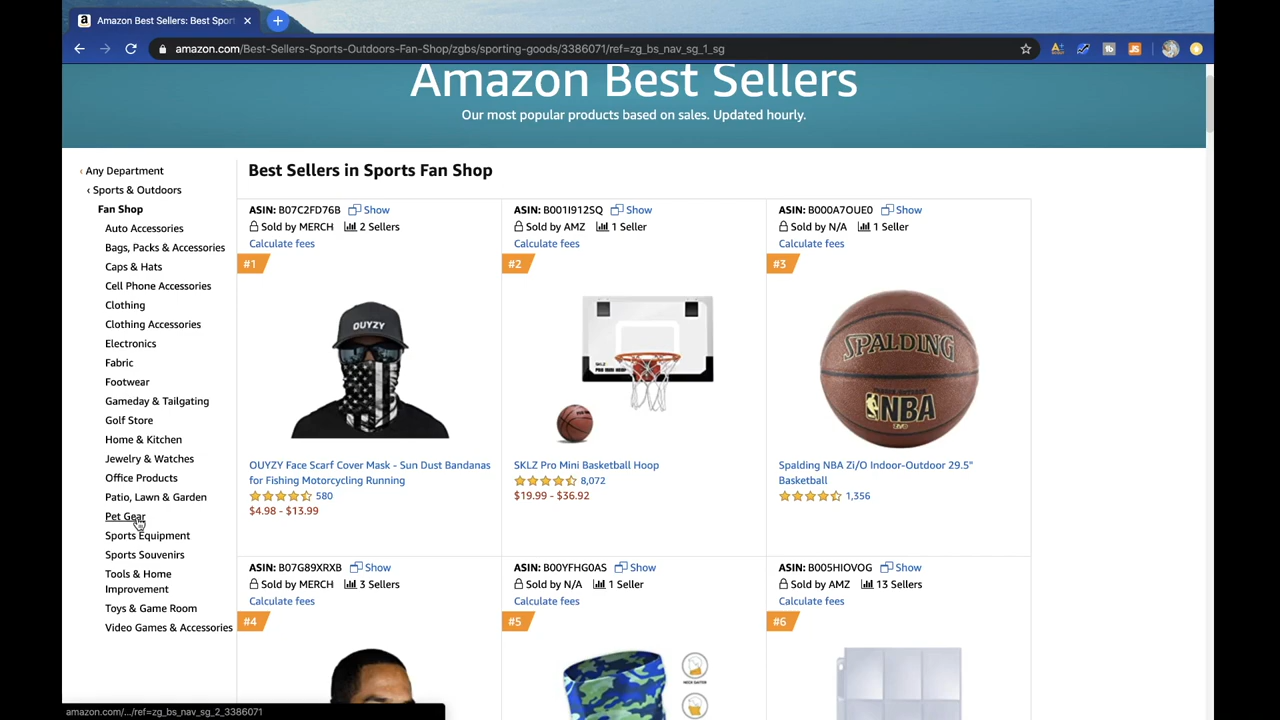 Amazon Best Sellers: Best Sport
amazon.com/Best-Sellers-Sports-Outdoors-Fan-Shop/zgbs/sporting-goods/3386071/ref=zg_bs_nav_sg_1_sg
Amazon Best Sellers
Our most popular products based on sales. Updated hourly.
‹ Any Department
‹ Sports & Outdoors
Fan Shop
Auto Accessories
Bags, Packs & Accessories
Caps & Hats
Cell Phone Accessories
Clothing
Clothing Accessories
Electronics
Fabric
Footwear
Gameday & Tailgating
Golf Store
Home & Kitchen
Jewelry & Watches
Office Products
Patio, Lawn & Garden
Pet Gear
Sports Equipment
Sports Souvenirs
Tools & Home
Improvement
Toys & Game Room
Video Games & Accessories
Best Sellers in Sports Fan Shop
ASIN: B07C2FD76B Show
Sold by MERCH 2 Sellers
Calculate fees
#1
OUYZY
OUYZY Face Scarf Cover Mask - Sun Dust Bandanas
for Fishing Motorcycling Running
580
$4.98 - $13.99
ASIN: B001I912SQ Show
Sold by AMZ 1 Seller
Calculate fees
#2
SKLZ
PRO MINI HOOP
SKLZ Pro Mini Basketball Hoop
8,072
$19.99 - $36.92
ASIN: B000A7OUE0 Show
Sold by N/A 1 Seller
Calculate fees
#3
SPALDING
NBA
Spalding NBA Zi/O Indoor-Outdoor 29.5"
Basketball
1,356
ASIN: B07G89XRXB Show
Sold by MERCH 3 Sellers
Calculate fees
#4
ASIN: B00YFHG0AS Show
Sold by N/A 1 Seller
Calculate fees
#5
ASIN: B005HIOVOG Show
Sold by AMZ 13 Sellers
Calculate fees
#6
amazon.com/.../ref=zg_bs_nav_sg_2_3386071